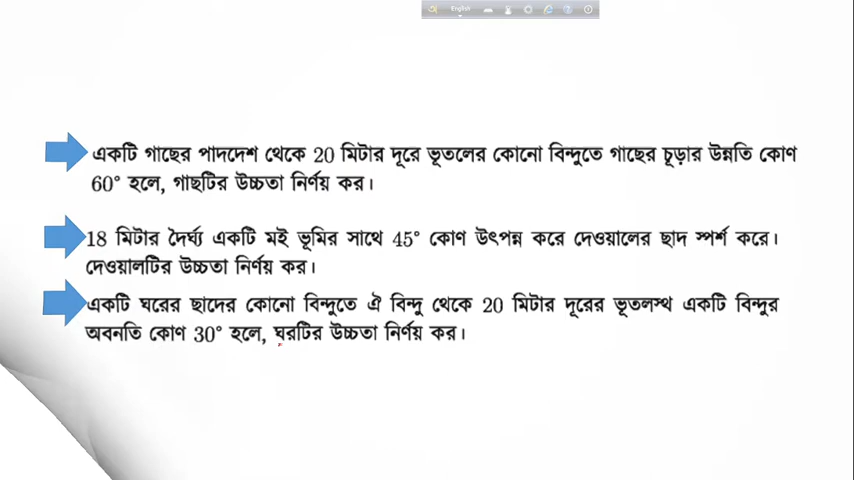 English
একটি গাছের পাদদেশ থেকে 20 মিটার দূরে ভূতলের কোনো বিন্দুতে গাছের চূড়ার উন্নতি কোণ
60° হলে, গাছটির উচ্চতা নির্ণয় কর।
18 মিটার দৈর্ঘ্য একটি মই ভূমির সাথে 45° কোণ উৎপন্ন করে দেওয়ালের ছাদ স্পর্শ করে।
দেওয়ালটির উচ্চতা নির্ণয় কর।
একটি ঘরের ছাদের কোনো বিন্দুতে ঐ বিন্দু থেকে 20 মিটার দূরের ভূতলস্থ একটি বিন্দুর
অবনতি কোণ 30° হলে, ঘরটির উচ্চতা নির্ণয় কর।